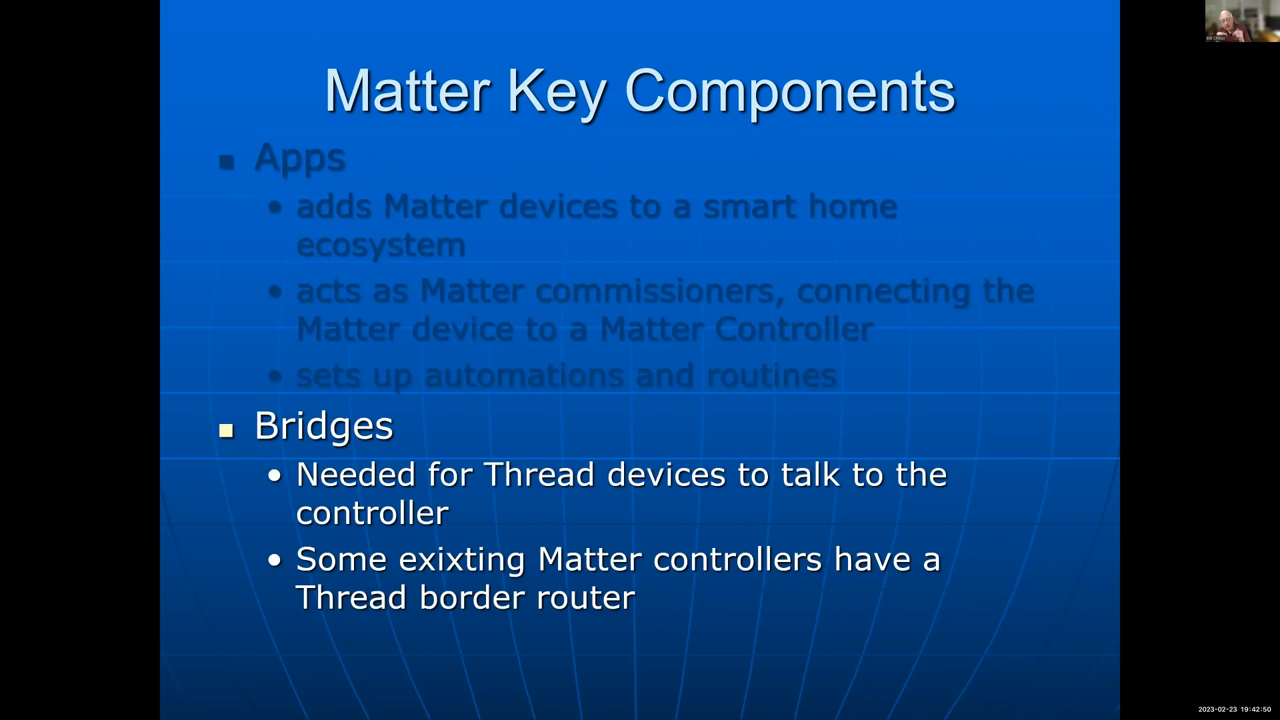 Matter Key Components
Apps
adds Matter devices to a smart home
ecosystem
acts as Matter commissioners, connecting the
Matter device to a Matter Controller
sets up automations and routines
Bridges
Needed for Thread devices to talk to the
controller
Some exixting Matter controllers have a
Thread border router
2023-02-23 19:42:50